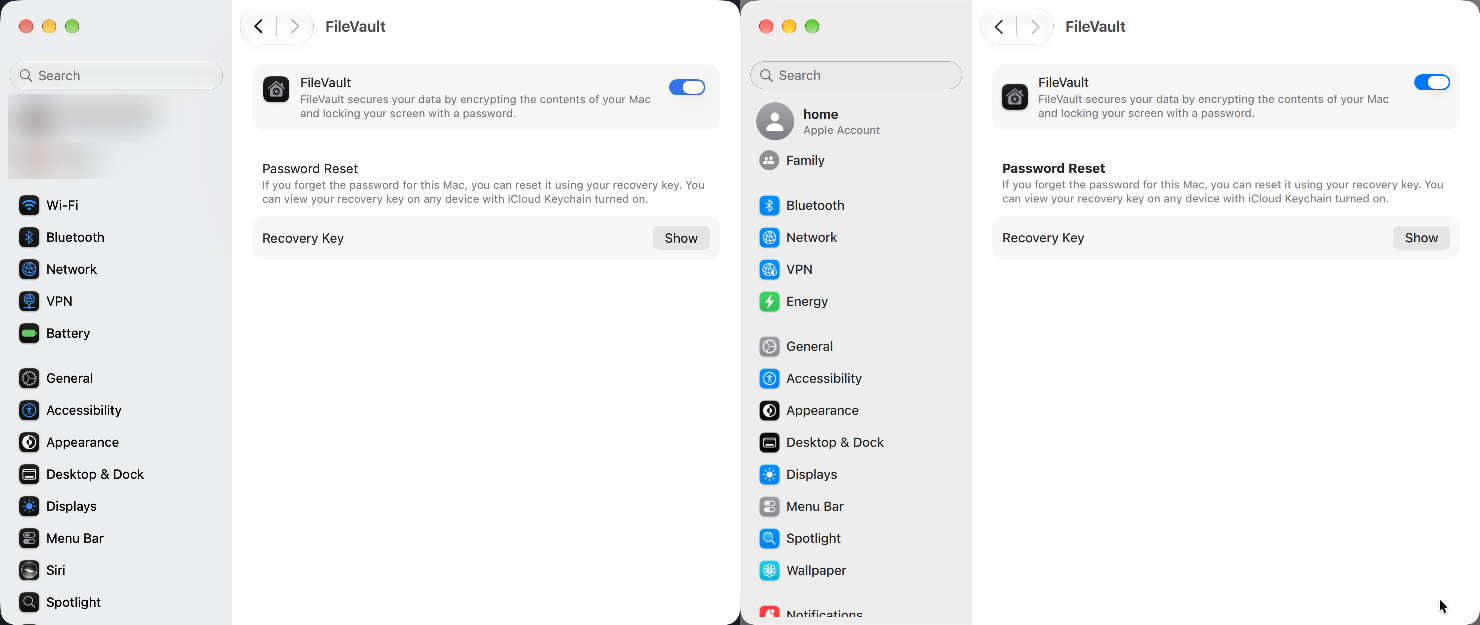 FileVault
Search
FileVault
FileVault secures your data by encrypting the contents of your Mac
and locking your screen with a password.
Password Reset
If you forget the password for this Mac, you can reset it using your recovery key. You
can view your recovery key on any device with iCloud Keychain turned on.
Recovery Key
Show
Wi-Fi
Bluetooth
Network
VPN
Battery
General
Accessibility
Appearance
Desktop & Dock
Displays
Menu Bar
Siri
Spotlight
FileVault
Search
home
Apple Account
Family
Bluetooth
Network
VPN
Energy
General
Accessibility
Appearance
Desktop & Dock
Displays
Menu Bar
Spotlight
Wallpaper
Notifications
FileVault
FileVault secures your data by encrypting the contents of your Mac
and locking your screen with a password.
Password Reset
If you forget the password for this Mac, you can reset it using your recovery key. You
can view your recovery key on any device with iCloud Keychain turned on.
Recovery Key
Show